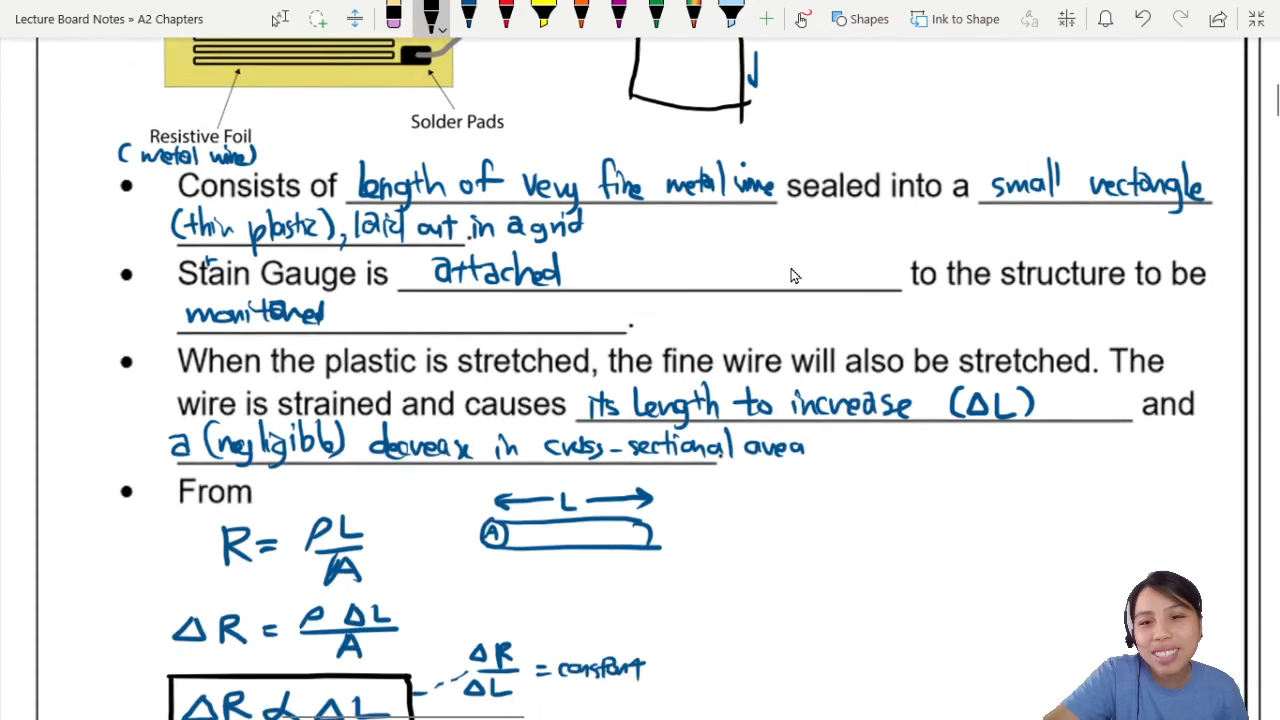 Lecture Board Notes » A2 Chapters
Shapes
Ink to Shape
Solder Pads
Resistive Foil
(metal wire)
• Consists of length of very fine metal wire sealed into a small rectangle
(thin plastic), laid out in a grid
• Stain Gauge is attached to the structure to be
r
monitored.
• When the plastic is stretched, the fine wire will also be stretched. The
wire is strained and causes its length to increase (ΔL) and
a (negligible) decrease in cross-sectional area.
• From
L
A
R = ρL/A
ΔR = ρ ΔL/A
ΔR/ΔL = constant
ΔR ∝ ΔL